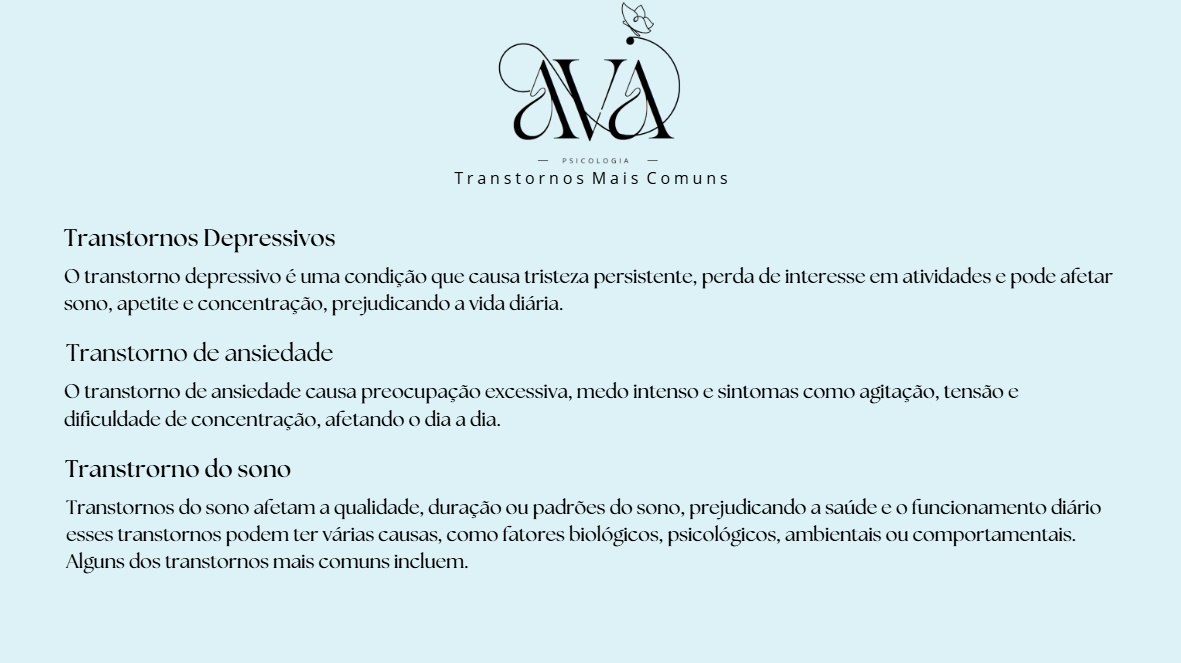 AVA
PSICOLOGIA
Transtornos Mais Comuns
Transtornos Depressivos
O transtorno depressivo é uma condição que causa tristeza persistente, perda de interesse em atividades e pode afetar
sono, apetite e concentração, prejudicando a vida diária.
Transtorno de ansiedade
O transtorno de ansiedade causa preocupação excessiva, medo intenso e sintomas como agitação, tensão e
dificuldade de concentração, afetando o dia a dia.
Transtrorno do sono
Transtornos do sono afetam a qualidade, duração ou padrões do sono, prejudicando a saúde e o funcionamento diário
esses transtornos podem ter várias causas, como fatores biológicos, psicológicos, ambientais ou comportamentais.
Alguns dos transtornos mais comuns incluem.